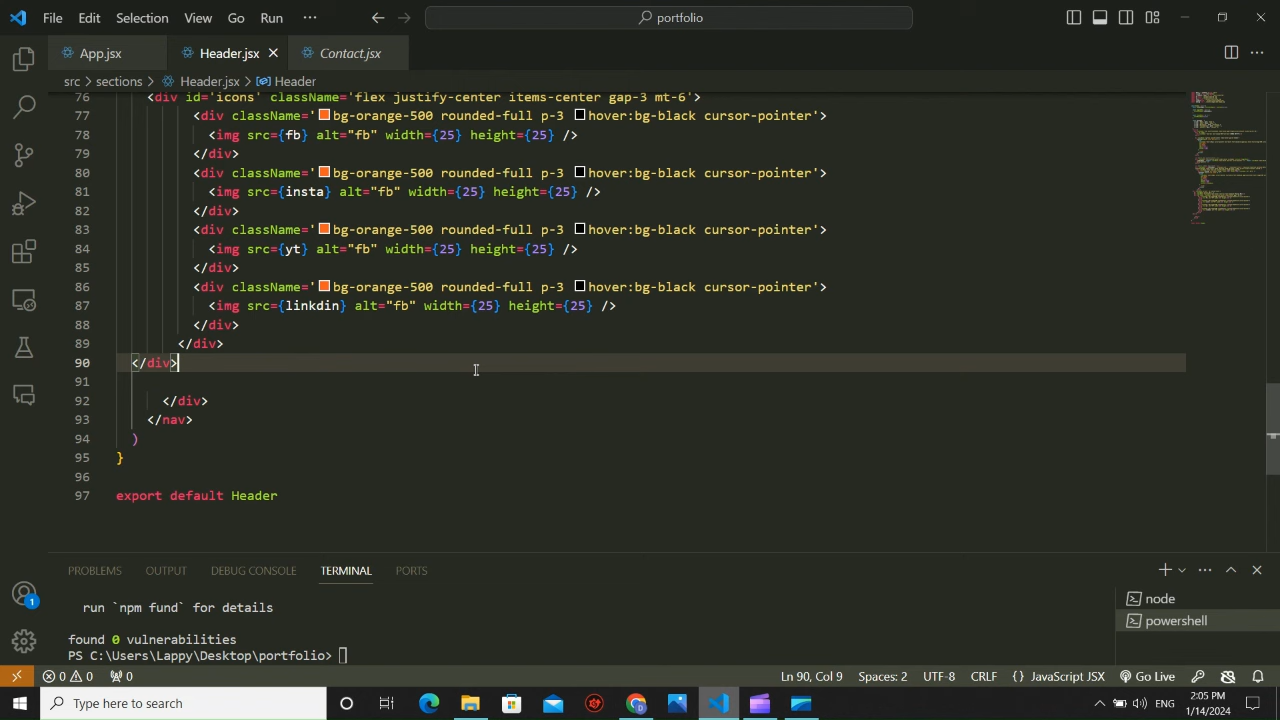 File Edit Selection View Go Run ··· portfolio
App.jsx Header.jsx Contact.jsx
src > sections > Header.jsx > Header
76 <div id='icons' className='flex justify-center items-center gap-3 mt-6'>
77 <div className='bg-orange-500 rounded-full p-3 hover:bg-black cursor-pointer'>
78 <img src={fb} alt="fb" width={25} height={25} />
79 </div>
80 <div className='bg-orange-500 rounded-full p-3 hover:bg-black cursor-pointer'>
81 <img src={insta} alt="fb" width={25} height={25} />
82 </div>
83 <div className='bg-orange-500 rounded-full p-3 hover:bg-black cursor-pointer'>
84 <img src={yt} alt="fb" width={25} height={25} />
85 </div>
86 <div className='bg-orange-500 rounded-full p-3 hover:bg-black cursor-pointer'>
87 <img src={linkdin} alt="fb" width={25} height={25} />
88 </div>
89 </div>
90 </div>
91
92 </div>
93 </nav>
94 )
95 }
96
97 export default Header
PROBLEMS OUTPUT DEBUG CONSOLE TERMINAL PORTS
run `npm fund` for details
found 0 vulnerabilities
PS C:\Users\Lappy\Desktop\portfolio>
node
powershell
1
0 0 0 Ln 90, Col 9 Spaces: 2 UTF-8 CRLF {} JavaScript JSX Go Live
Type here to search
ENG
2:05 PM
1/14/2024